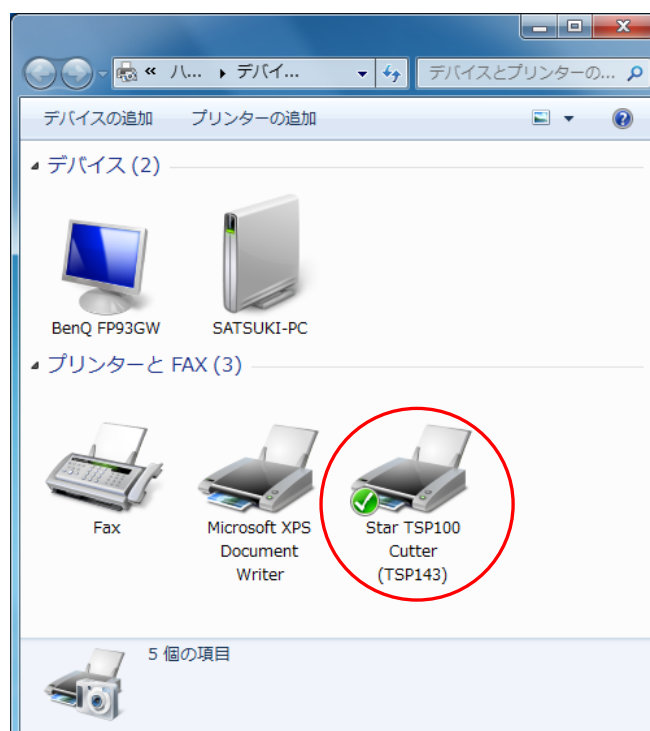 « ハ... ▸ デバイ...
デバイスとプリンターの...
デバイスの追加 プリンターの追加
デバイス (2)
BenQ FP93GW
SATSUKI-PC
プリンターと FAX (3)
Fax
Microsoft XPS
Document
Writer
Star TSP100
Cutter
(TSP143)
5 個の項目